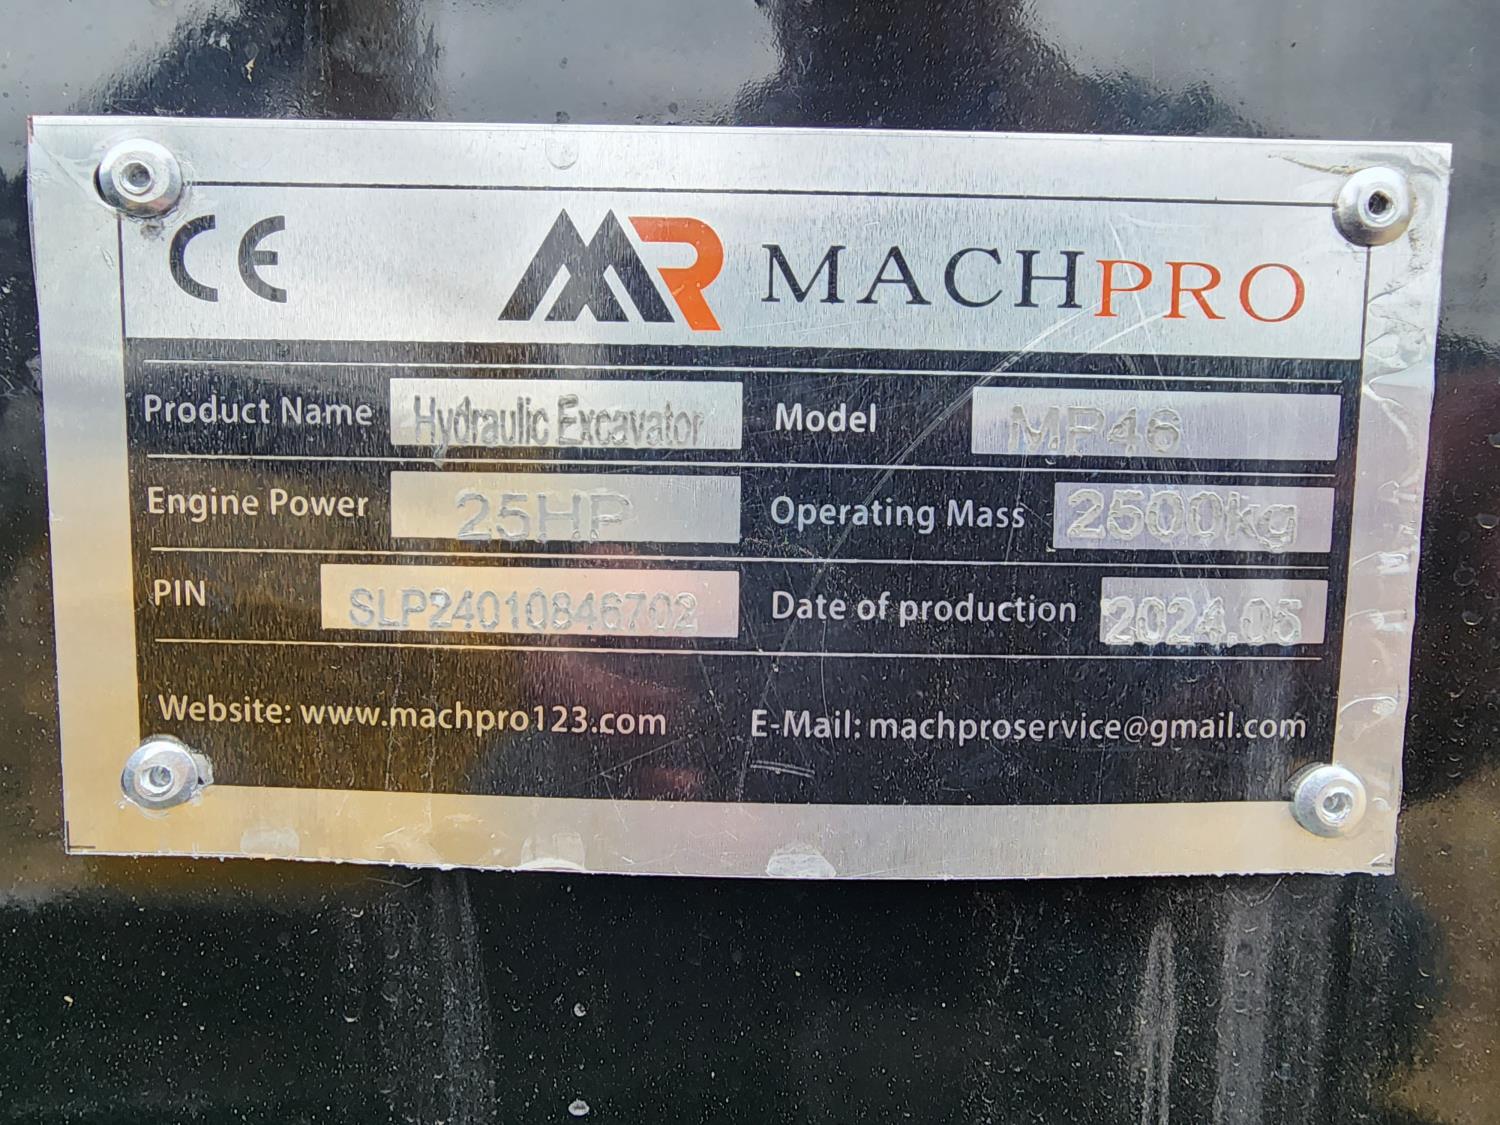 CE MACHPRO
Product Name Hydraulic Excavator Model MP46
Engine Power 25HP Operating Mass 2500kg
PIN SLP24010846702 Date of production 2024.05
Website: www.machpro123.com E-Mail: machproservice@gmail.com